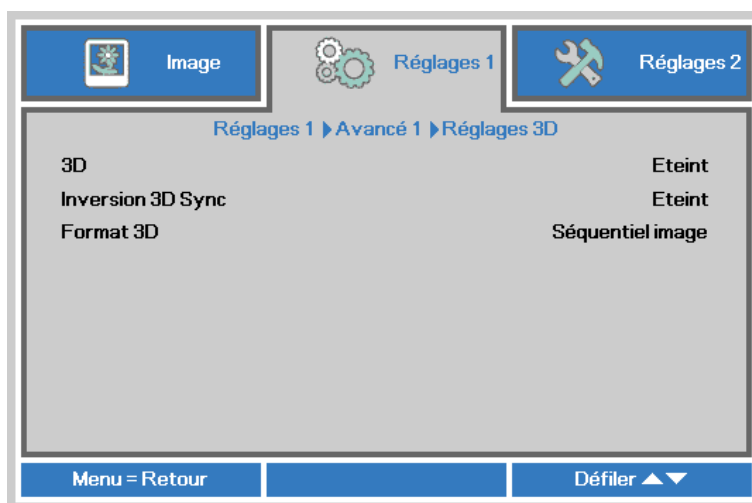 Image
Réglages 1
Réglages 2
Réglages 1 ▶ Avancé 1 ▶ Réglages 3D
3D Eteint
Inversion 3D Sync Eteint
Format 3D Séquentiel image
Menu = Retour
Défiler ▲▼